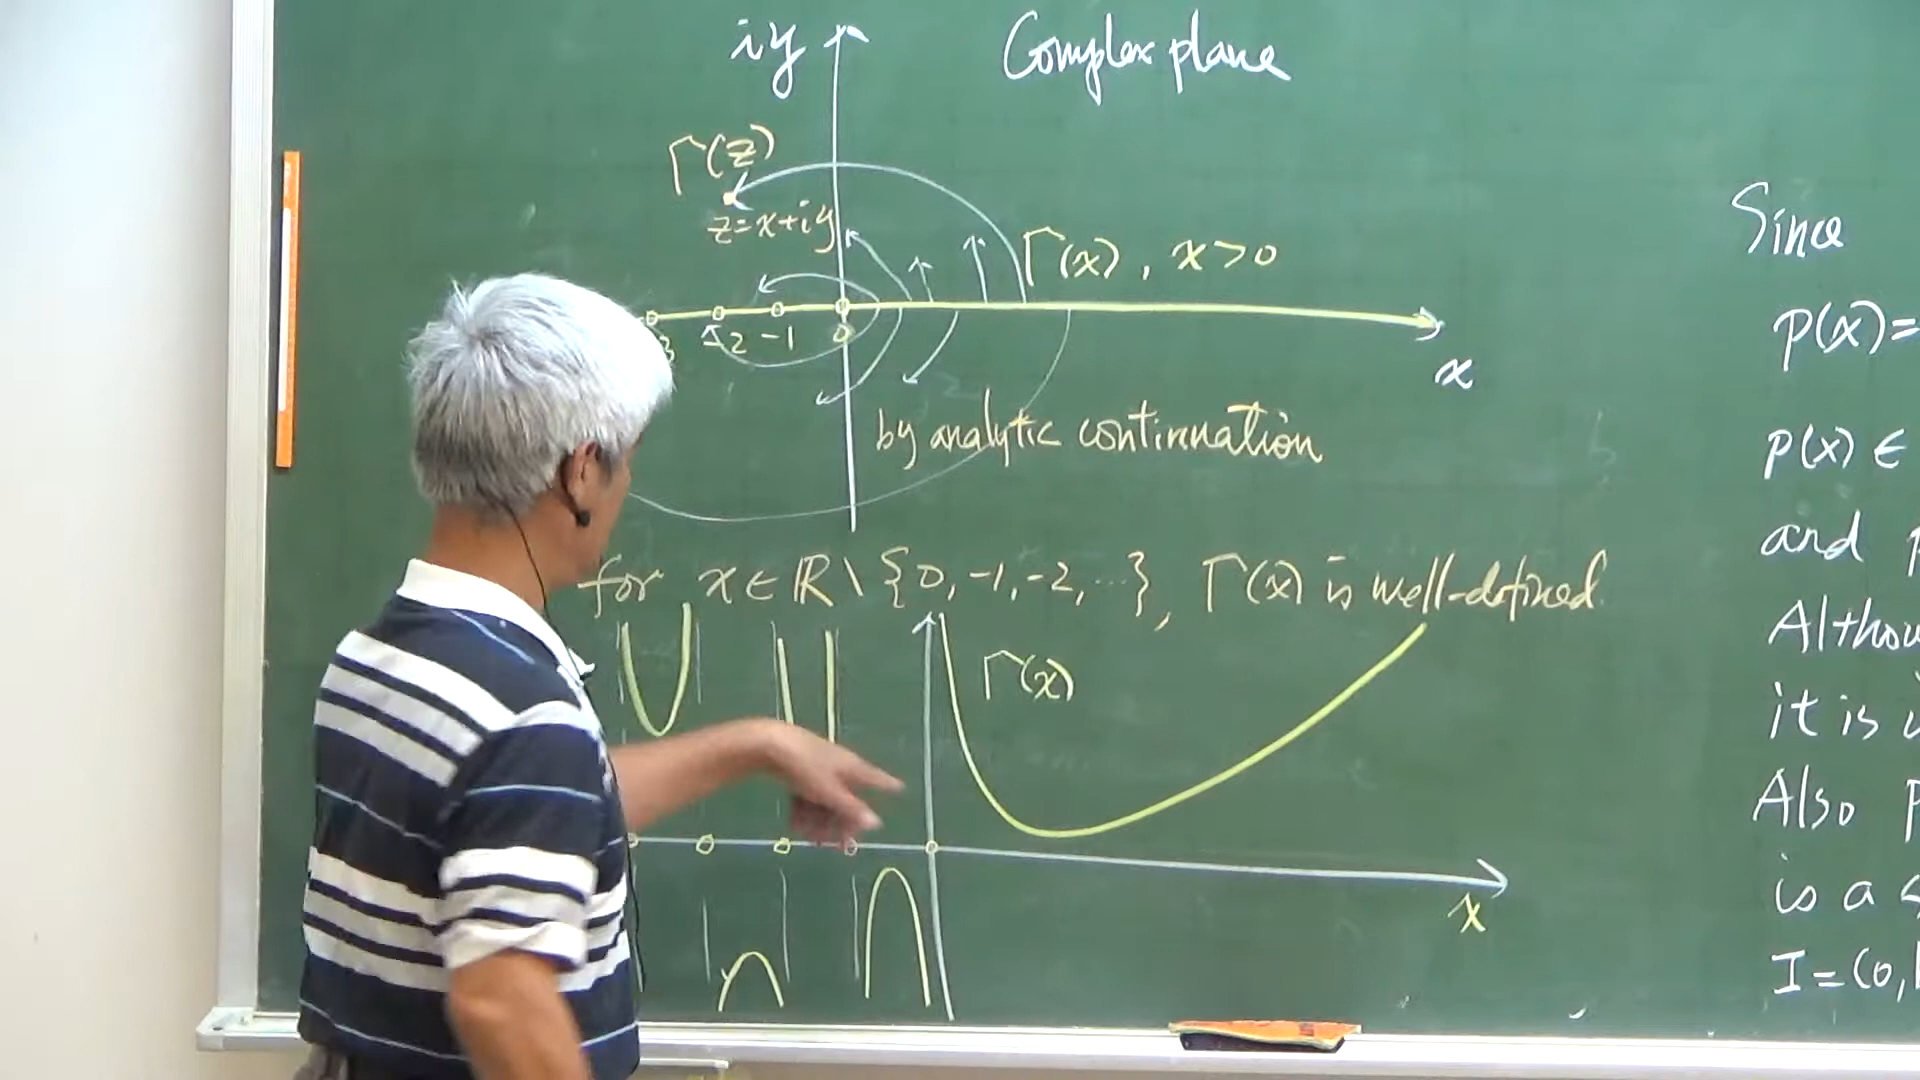 iy
Complex plane
Γ(z)
z=x+iy
Γ(x), x>0
3 -2 -1 0
x
by analytic continuation
for x∈ℝ\{0,-1,-2,...}, Γ(x) is well-defined.
Γ(x)
x
Since
p(x)=
p(x) ∈
and p
Althou
it is
Also p
is a
I=(0,